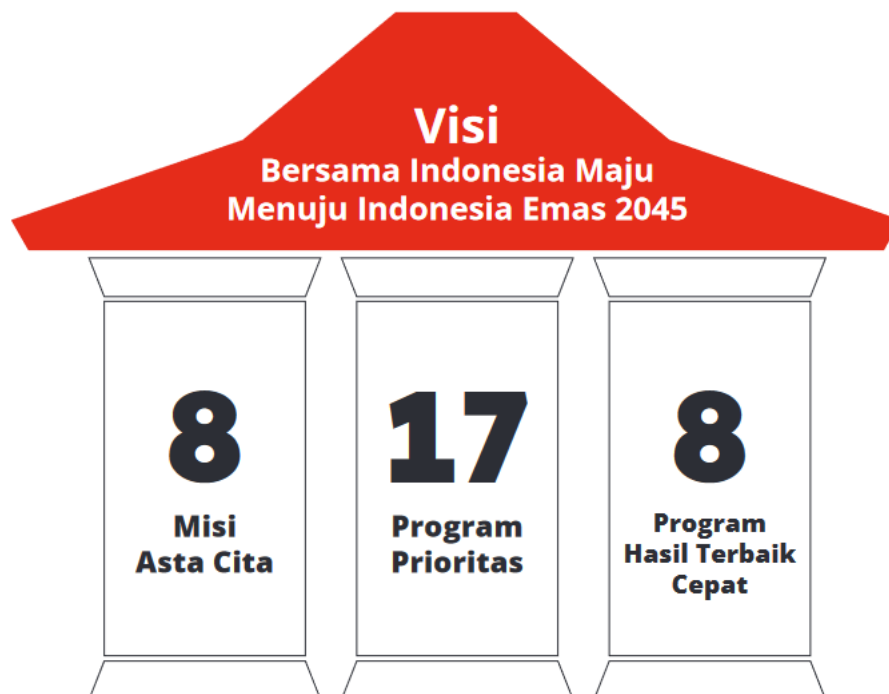 Visi
Bersama Indonesia Maju
Menuju Indonesia Emas 2045
8
Misi
Asta Cita
17
Program
Prioritas
8
Program
Hasil Terbaik
Cepat